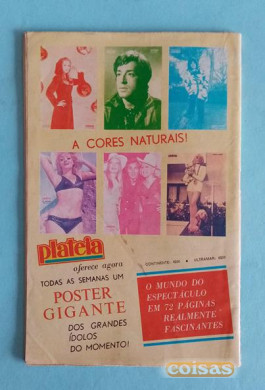 A CORES NATURAIS!
plateia
oferece agora
TODAS AS SEMANAS UM
POSTER
GIGANTE
DOS GRANDES
ÍDOLOS
DO MOMENTO!
O MUNDO DO
ESPECTÁCULO
EM 72 PÁGINAS
REALMENTE
FASCINANTES
coisas